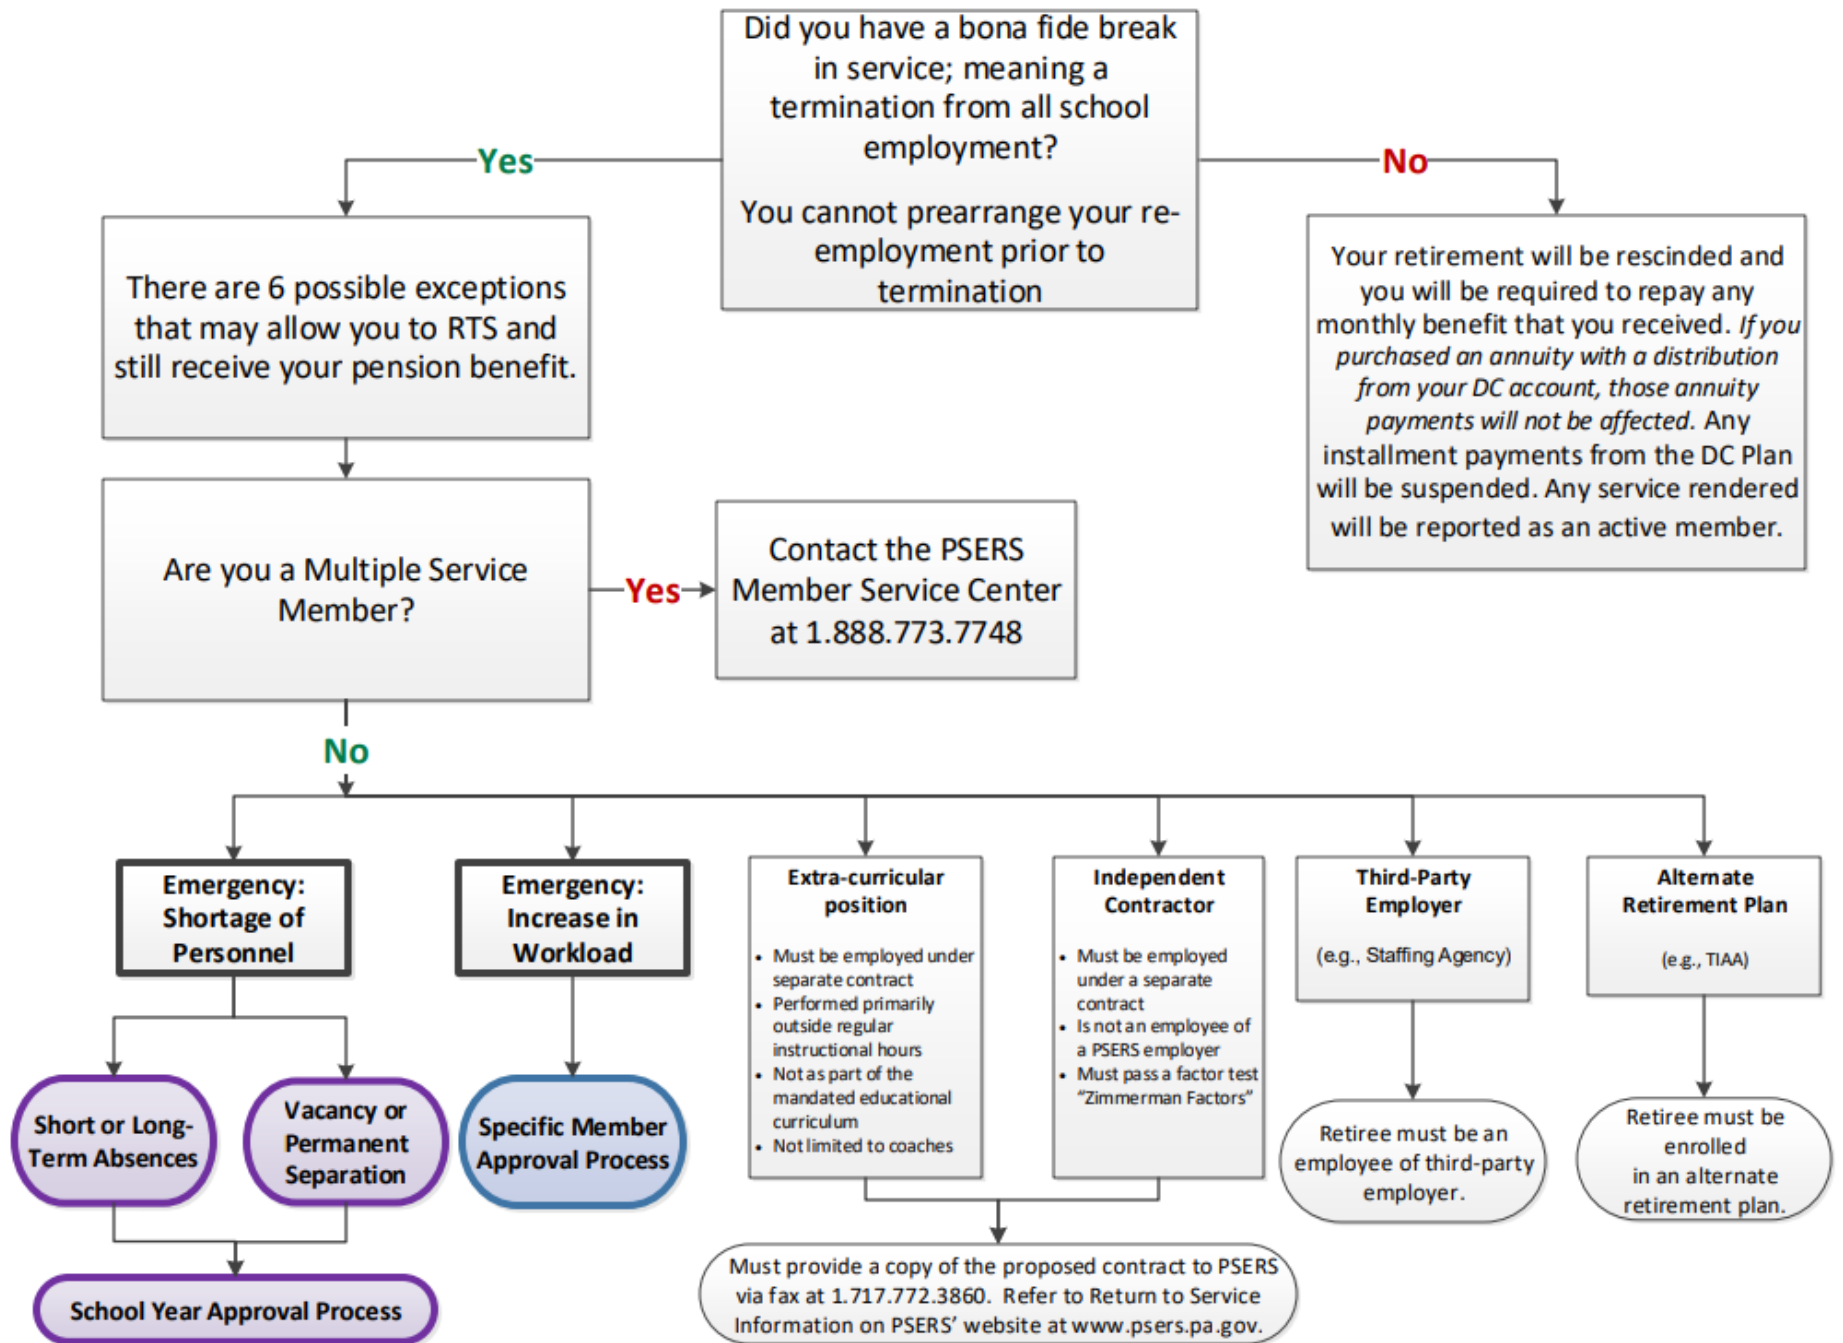 Did you have a bona fide break
in service; meaning a
termination from all school
employment?
You cannot prearrange your re-
employment prior to
termination
Yes
No
There are 6 possible exceptions
that may allow you to RTS and
still receive your pension benefit.
Your retirement will be rescinded and
you will be required to repay any
monthly benefit that you received. If you
purchased an annuity with a distribution
from your DC account, those annuity
payments will not be affected. Any
installment payments from the DC Plan
will be suspended. Any service rendered
will be reported as an active member.
Are you a Multiple Service
Member?
Yes
Contact the PSERS
Member Service Center
at 1.888.773.7748
No
Emergency:
Shortage of
Personnel
Emergency:
Increase in
Workload
Extra-curricular
position
• Must be employed under
separate contract
• Performed primarily
outside regular
instructional hours
• Not as part of the
mandated educational
curriculum
• Not limited to coaches
Independent
Contractor
• Must be employed
under a separate
contract
• Is not an employee of
a PSERS employer
• Must pass a factor test
“Zimmerman Factors”
Third-Party
Employer
(e.g., Staffing Agency)
Alternate
Retirement Plan
(e.g., TIAA)
Short or Long-
Term Absences
Vacancy or
Permanent
Separation
Specific Member
Approval Process
Retiree must be an
employee of third-party
employer.
Retiree must be
enrolled
in an alternate
retirement plan.
School Year Approval Process
Must provide a copy of the proposed contract to PSERS
via fax at 1.717.772.3860. Refer to Return to Service
Information on PSERS’ website at www.psers.pa.gov.